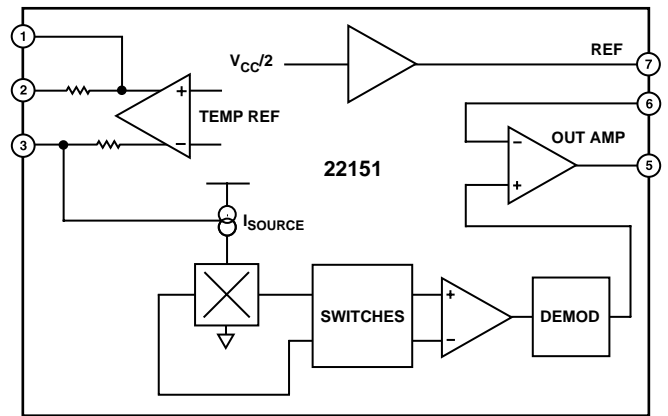 1
V_CC/2
REF
2
+
7
TEMP REF
6
3
−
−
OUT AMP
22151
5
+
I_SOURCE
+
SWITCHES
DEMOD
−